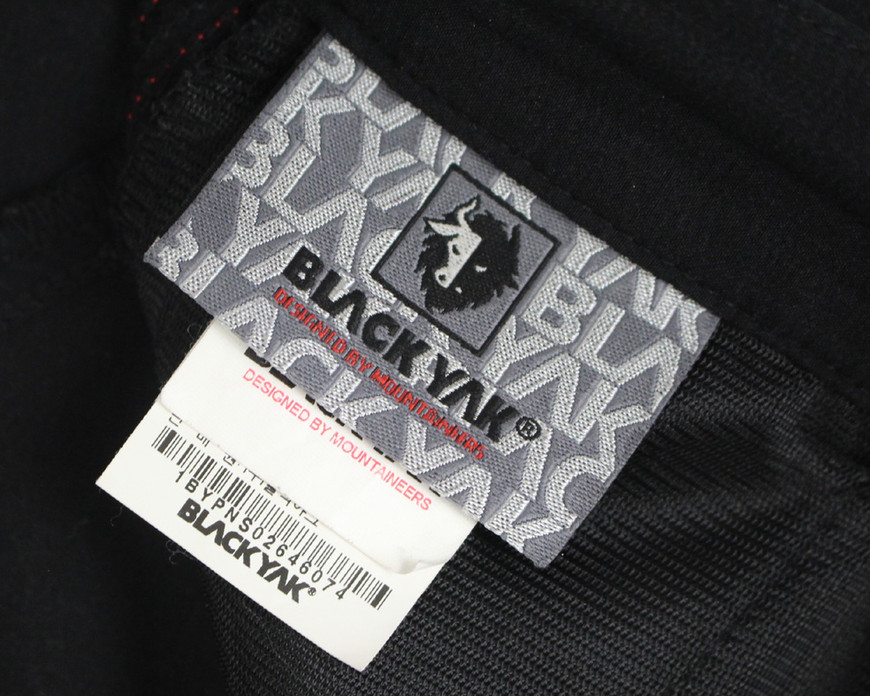 BLACKYAK®
DESIGNED BY MOUNTAINEERS
DESIGNED BY MOUNTAINEERS
1BYPNS02646074
BLACKYAK®